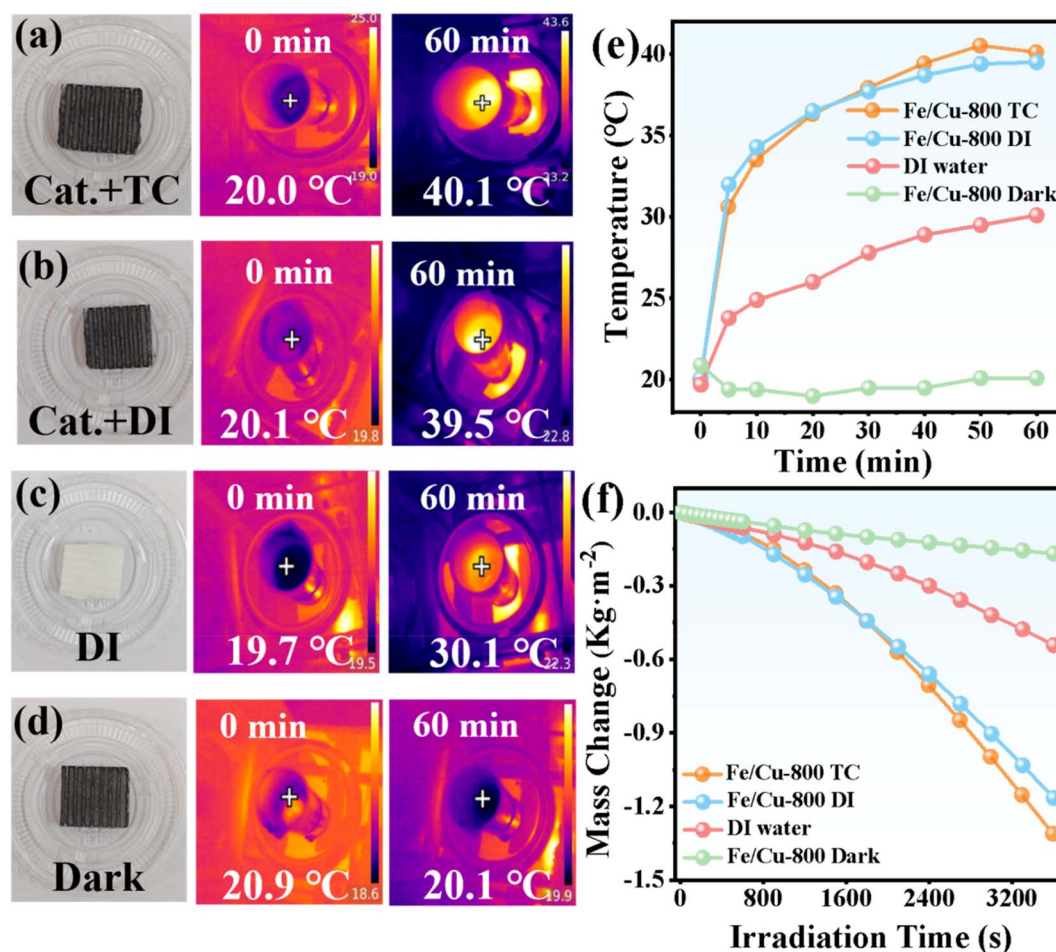 (a)
Cat.+TC
0 min
25.0
19.0
20.0 °C
60 min
43.6
23.2
40.1 °C
(b)
Cat.+DI
0 min
19.8
20.1 °C
60 min
22.8
39.5 °C
(c)
DI
0 min
19.5
19.7 °C
60 min
22.3
30.1 °C
(d)
Dark
0 min
18.6
20.9 °C
60 min
19.9
20.1 °C
(e)
Temperature (°C)
40
35
30
25
20
Fe/Cu-800 TC
Fe/Cu-800 DI
DI water
Fe/Cu-800 Dark
0 10 20 30 40 50 60
Time (min)
(f)
Mass Change (Kg·m-2)
0.0
-0.3
-0.6
-0.9
-1.2
-1.5
Fe/Cu-800 TC
Fe/Cu-800 DI
DI water
Fe/Cu-800 Dark
0 800 1600 2400 3200
Irradiation Time (s)